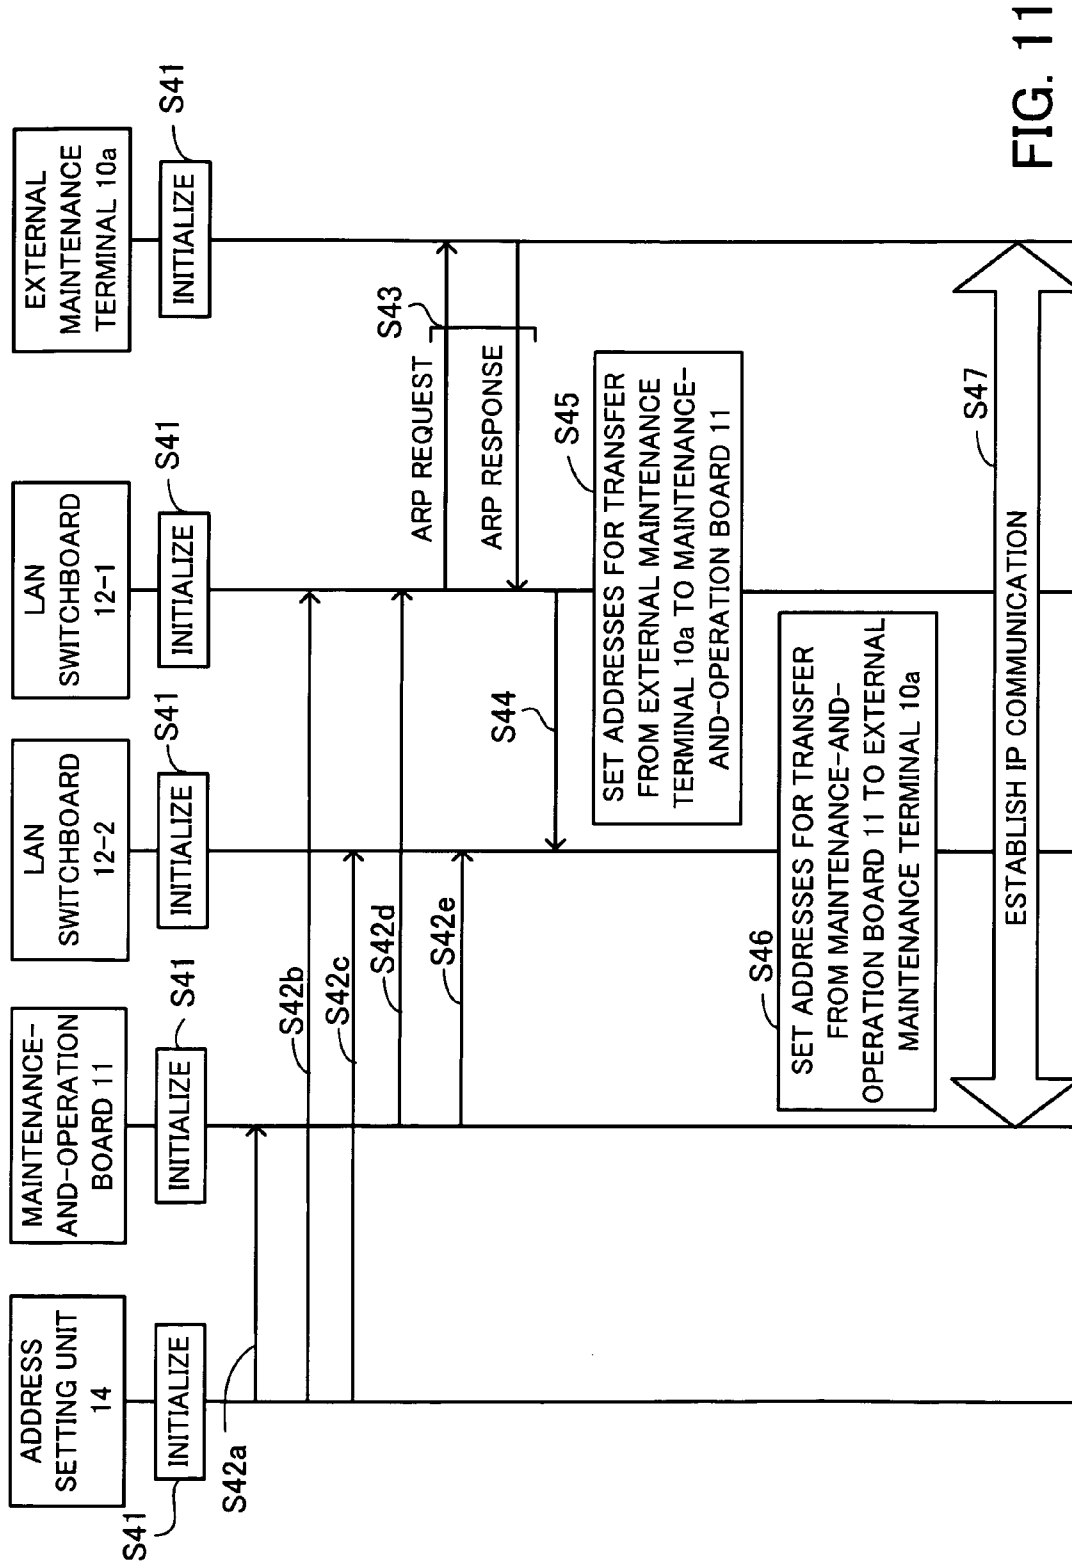 ADDRESS
SETTING UNIT
14
MAINTENANCE-
AND-OPERATION
BOARD 11
LAN
SWITCHBOARD
12-2
LAN
SWITCHBOARD
12-1
EXTERNAL
MAINTENANCE
TERMINAL 10a
S41
INITIALIZE
INITIALIZE
S41
INITIALIZE
S41
INITIALIZE
S41
INITIALIZE
S41
S42a
S42b
S42c
S42d
S42e
ARP REQUEST
S43
ARP RESPONSE
S44
S45
SET ADDRESSES FOR TRANSFER
FROM EXTERNAL MAINTENANCE
TERMINAL 10a TO MAINTENANCE-
AND-OPERATION BOARD 11
S46
SET ADDRESSES FOR TRANSFER
FROM MAINTENANCE-AND-
OPERATION BOARD 11 TO EXTERNAL
MAINTENANCE TERMINAL 10a
S47
ESTABLISH IP COMMUNICATION
FIG. 11